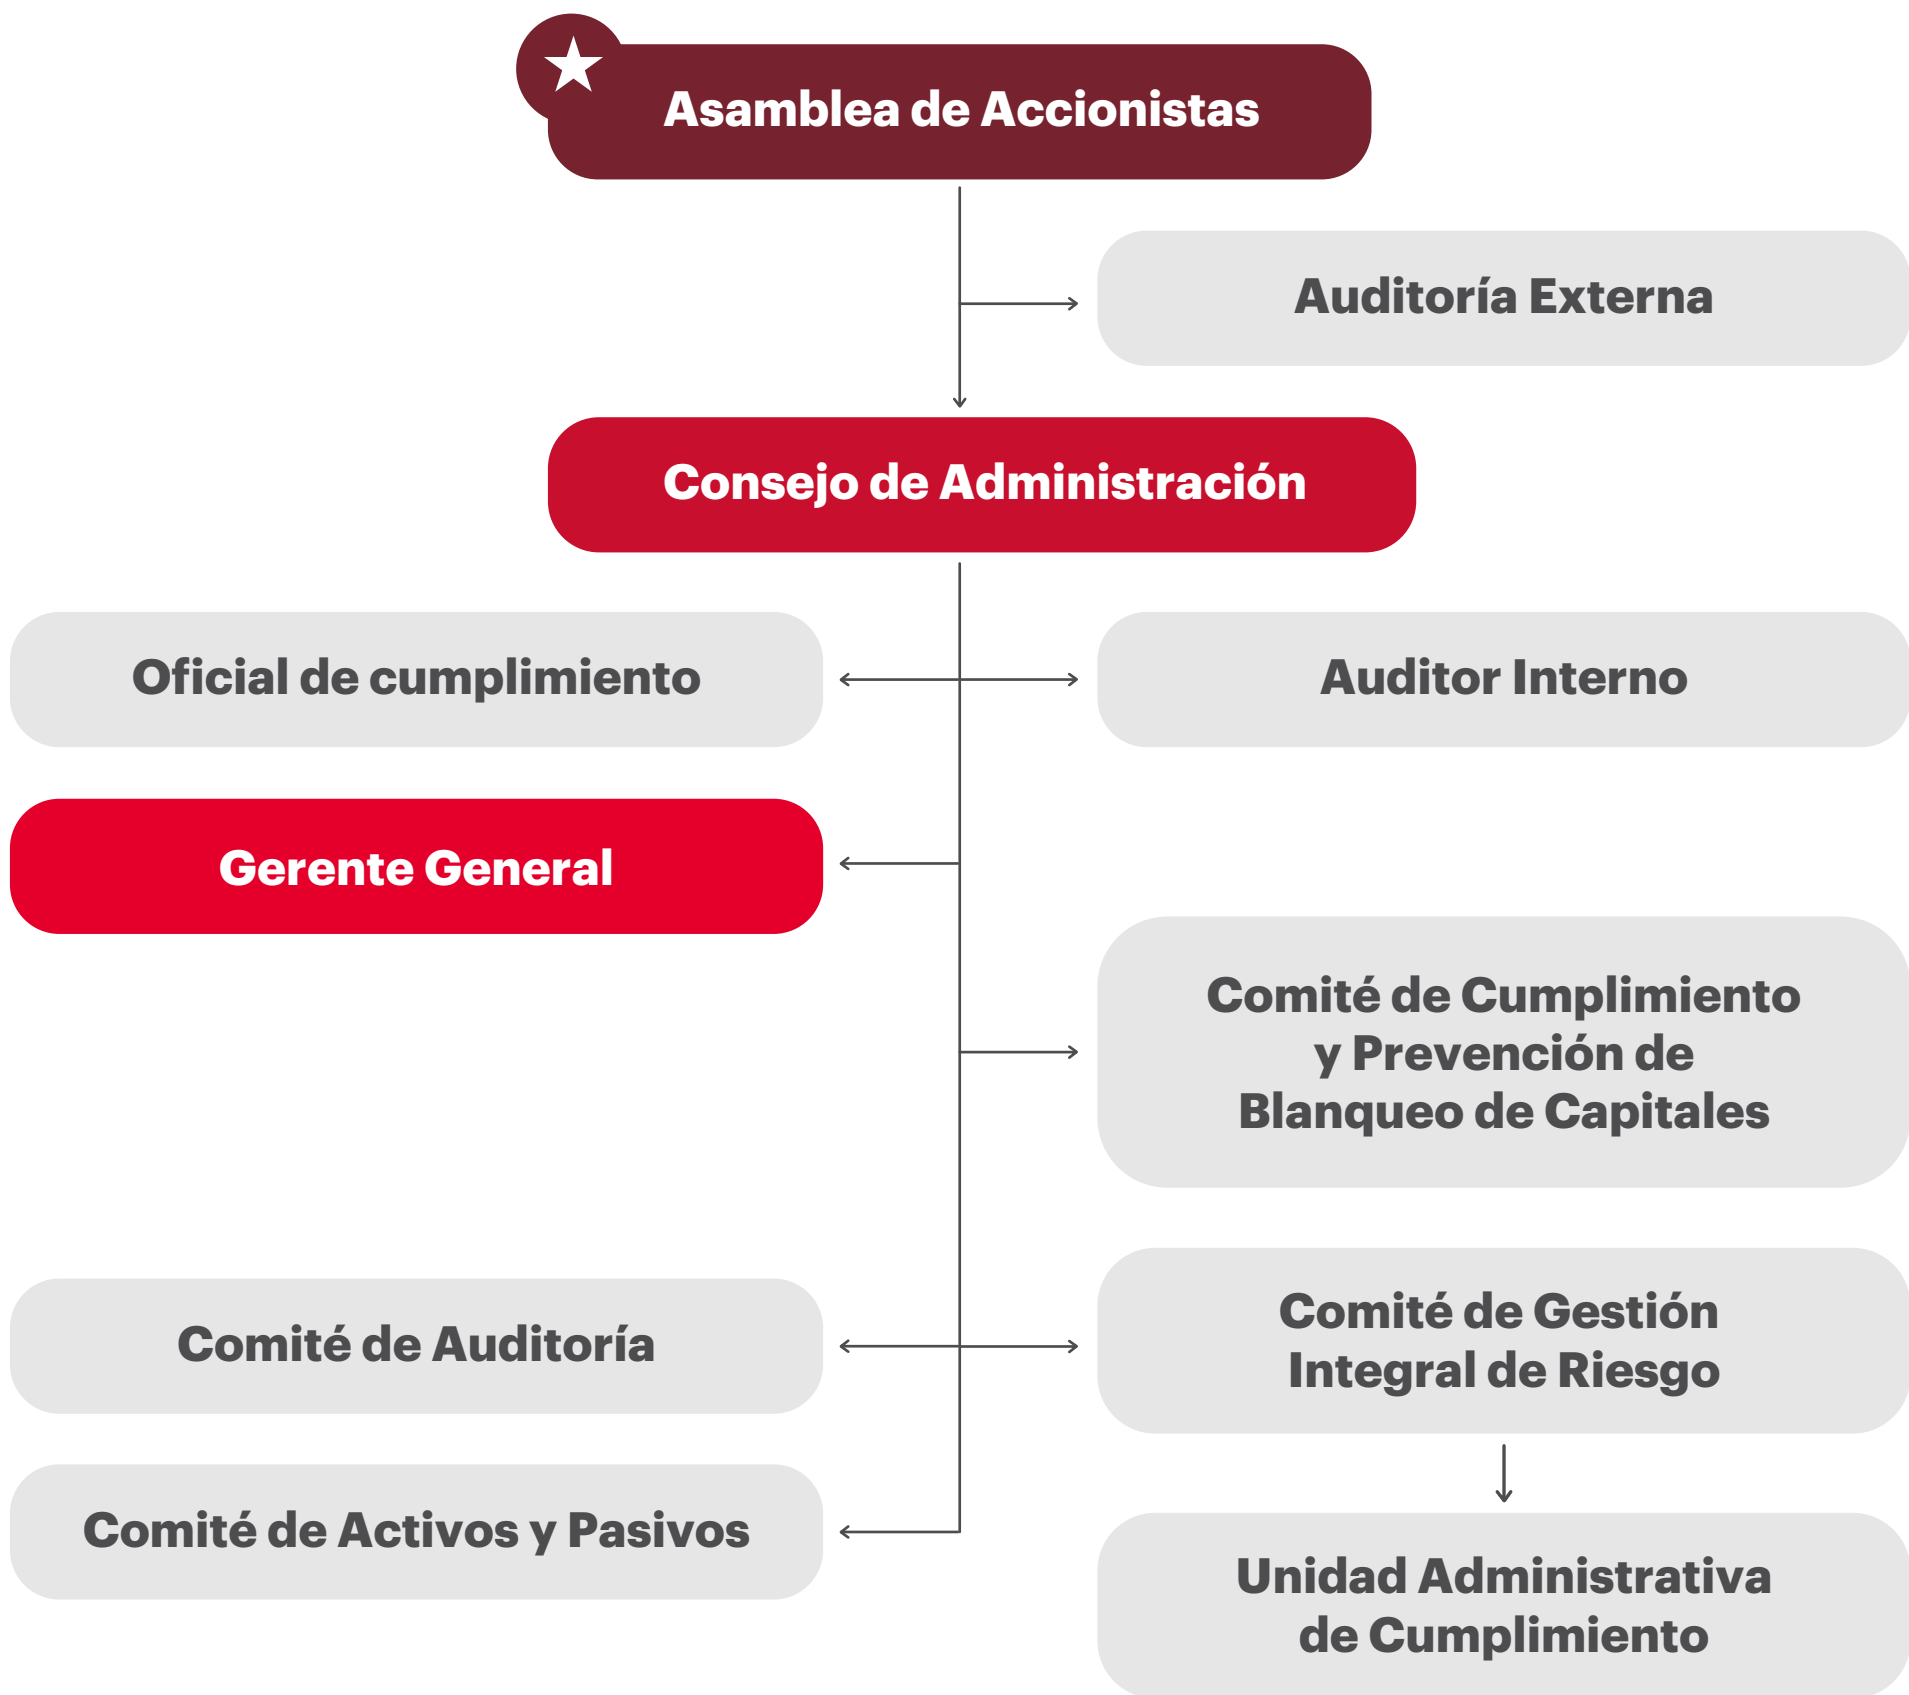 Asamblea de Accionistas
Auditoría Externa
Consejo de Administración
Oficial de cumplimiento
Auditor Interno
Gerente General
Comité de Cumplimiento
y Prevención de
Blanqueo de Capitales
Comité de Auditoría
Comité de Gestión
Integral de Riesgo
Comité de Activos y Pasivos
Unidad Administrativa
de Cumplimiento